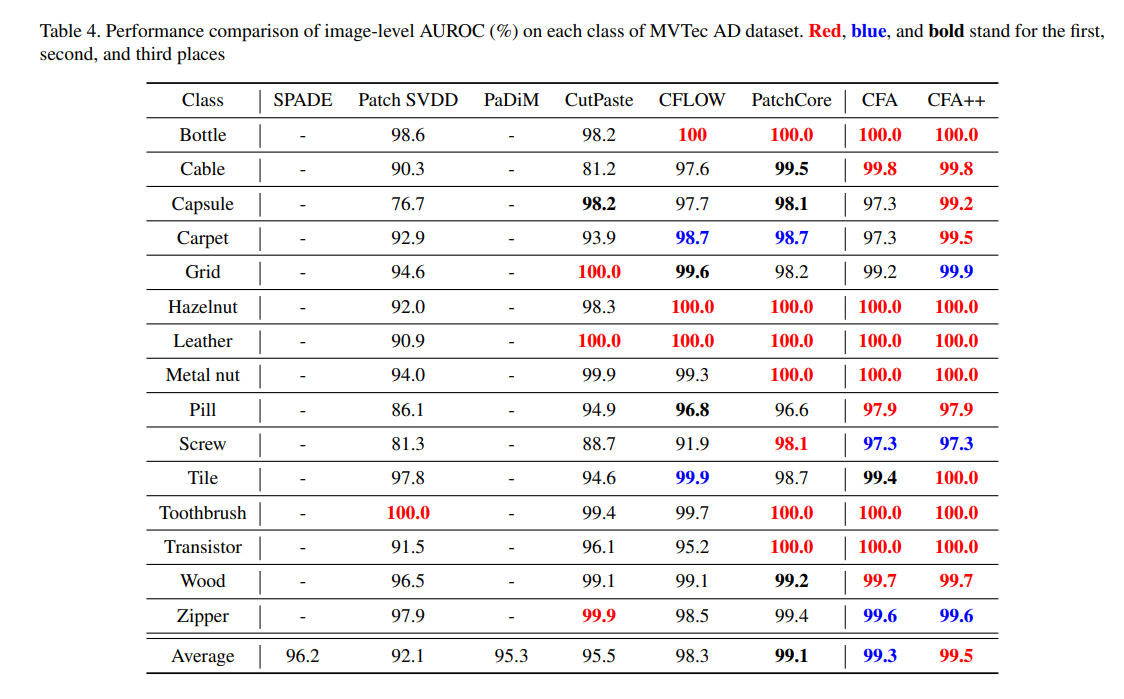 Table 4. Performance comparison of image-level AUROC (%) on each class of MVTec AD dataset. Red, blue, and bold stand for the first,
second, and third places
Class SPADE Patch SVDD PaDiM CutPaste CFLOW PatchCore CFA CFA++
Bottle - 98.6 - 98.2 100 100.0 100.0 100.0
Cable - 90.3 - 81.2 97.6 99.5 99.8 99.8
Capsule - 76.7 - 98.2 97.7 98.1 97.3 99.2
Carpet - 92.9 - 93.9 98.7 98.7 97.3 99.5
Grid - 94.6 - 100.0 99.6 98.2 99.2 99.9
Hazelnut - 92.0 - 98.3 100.0 100.0 100.0 100.0
Leather - 90.9 - 100.0 100.0 100.0 100.0 100.0
Metal nut - 94.0 - 99.9 99.3 100.0 100.0 100.0
Pill - 86.1 - 94.9 96.8 96.6 97.9 97.9
Screw - 81.3 - 88.7 91.9 98.1 97.3 97.3
Tile - 97.8 - 94.6 99.9 98.7 99.4 100.0
Toothbrush - 100.0 - 99.4 99.7 100.0 100.0 100.0
Transistor - 91.5 - 96.1 95.2 100.0 100.0 100.0
Wood - 96.5 - 99.1 99.1 99.2 99.7 99.7
Zipper - 97.9 - 99.9 98.5 99.4 99.6 99.6
Average 96.2 92.1 95.3 95.5 98.3 99.1 99.3 99.5